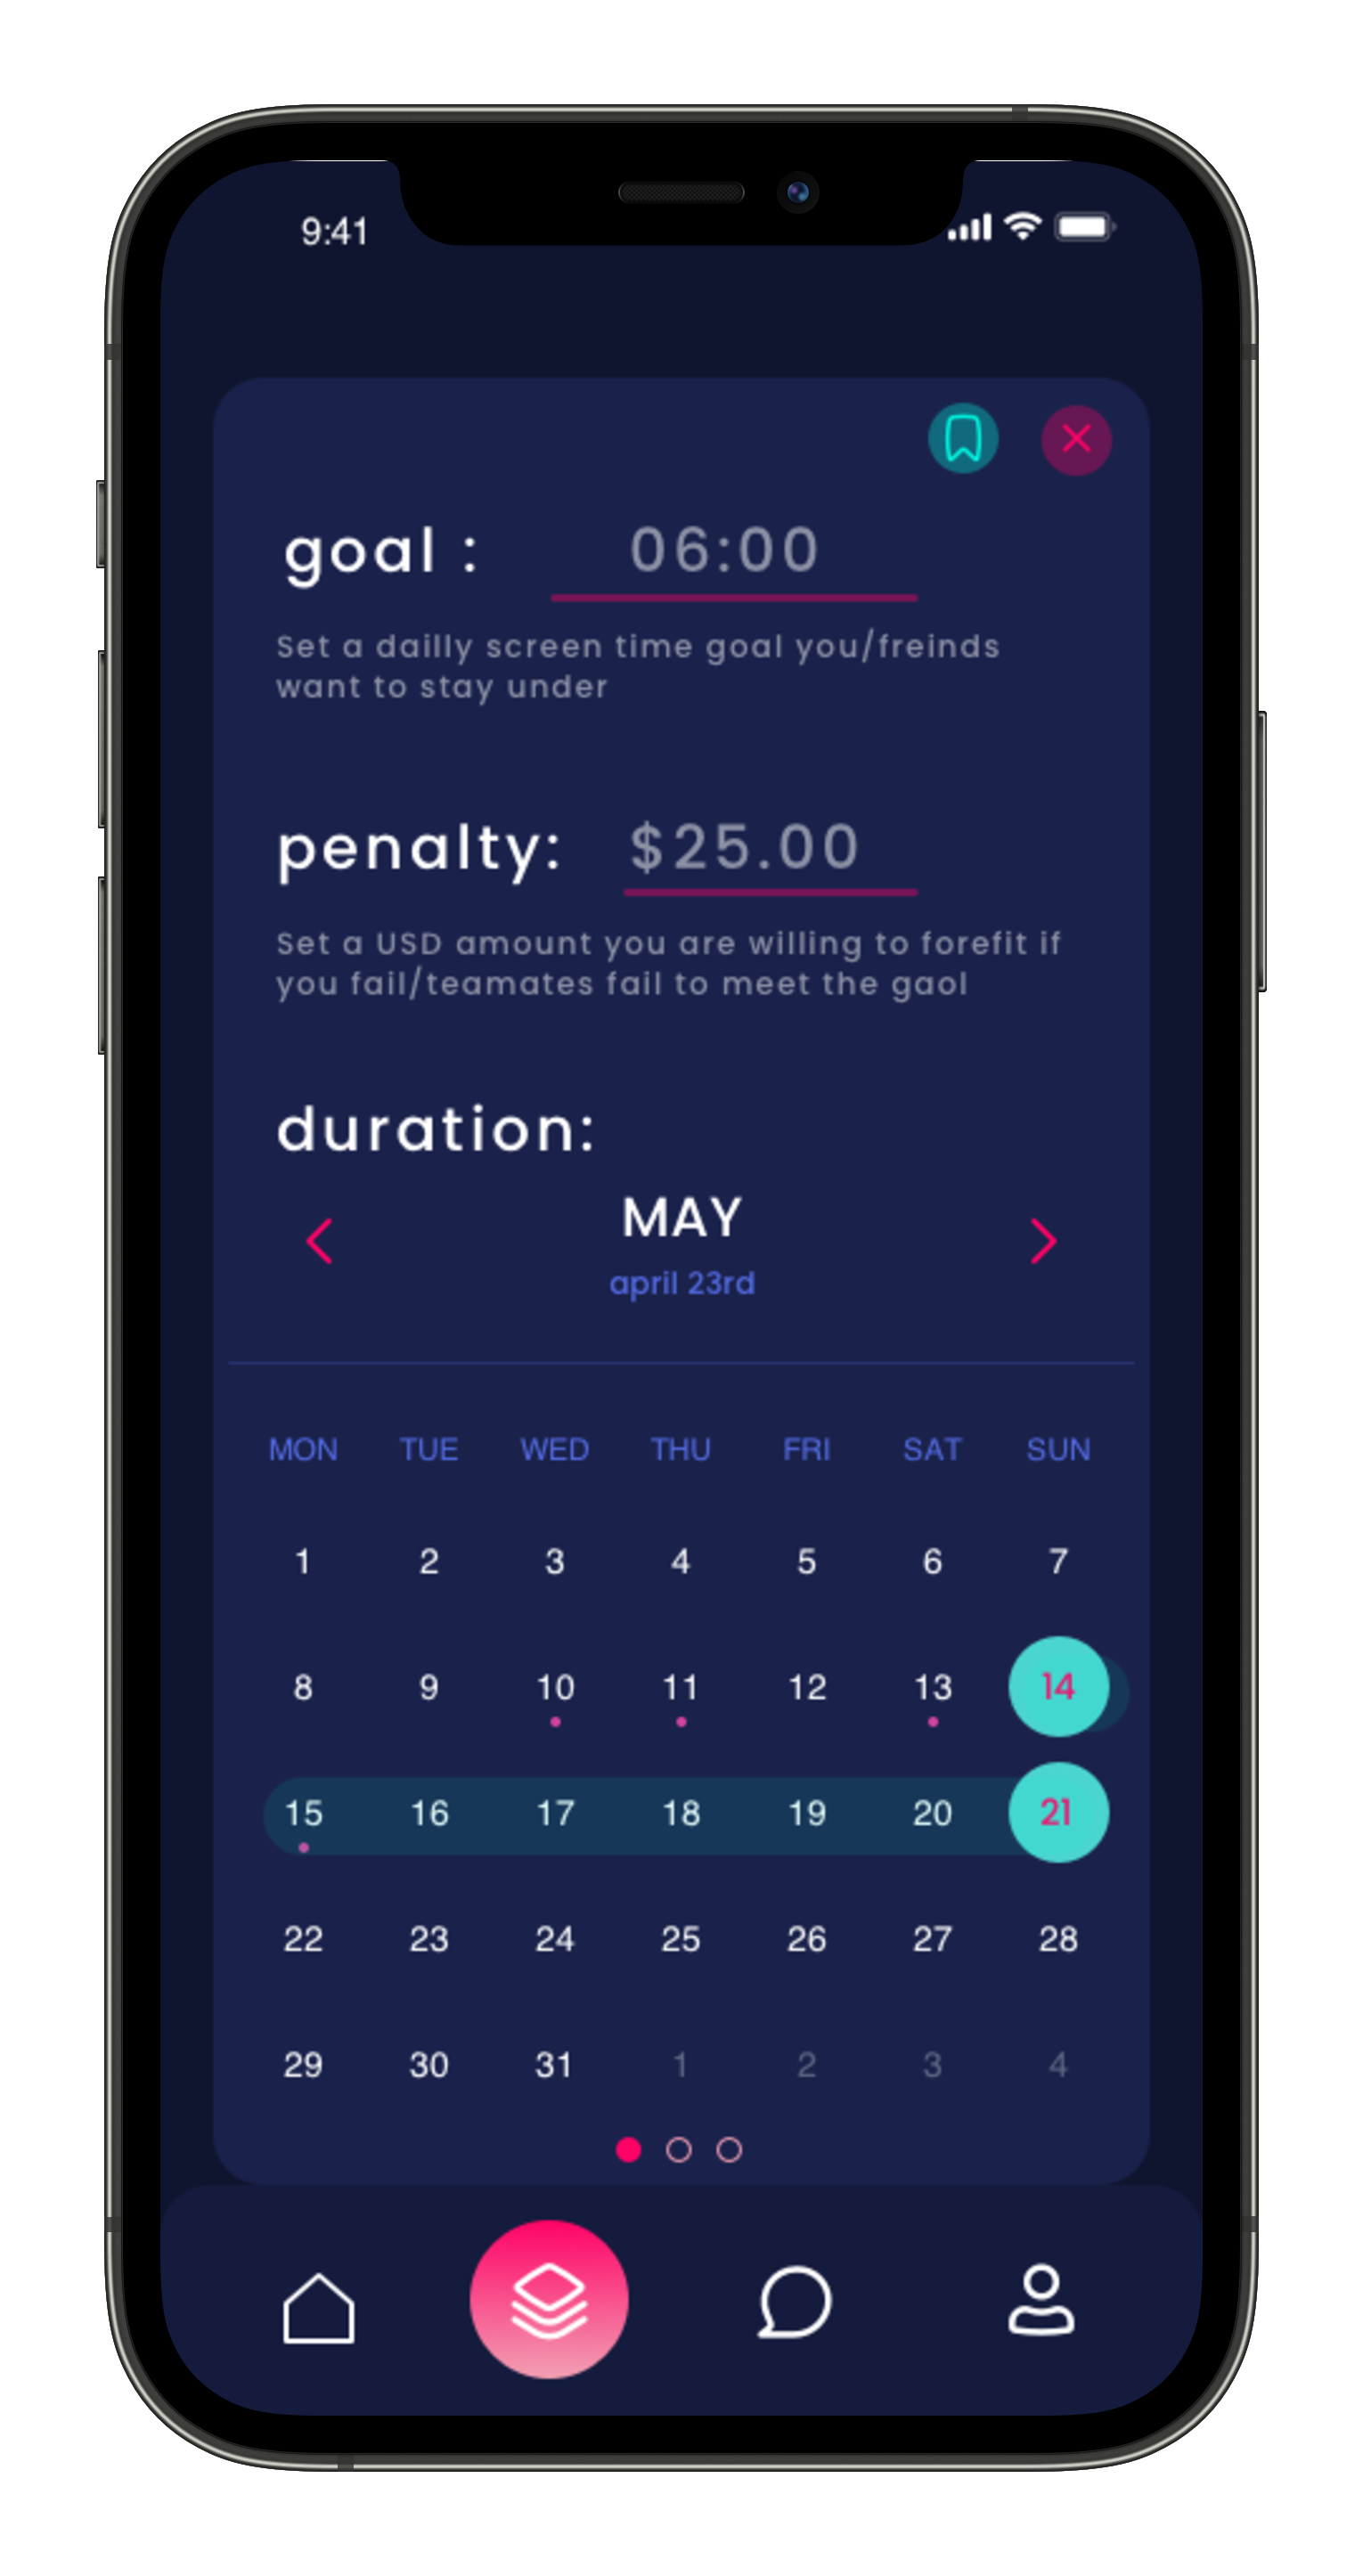 9:41
goal : 06:00
Set a dailly screen time goal you/freinds
want to stay under
penalty: $25.00
Set a USD amount you are willing to forefit if
you fail/teamates fail to meet the gaol
duration:
MAY
april 23rd
MON TUE WED THU FRI SAT SUN
1 2 3 4 5 6 7
8 9 10 11 12 13 14
15 16 17 18 19 20 21
22 23 24 25 26 27 28
29 30 31 1 2 3 4